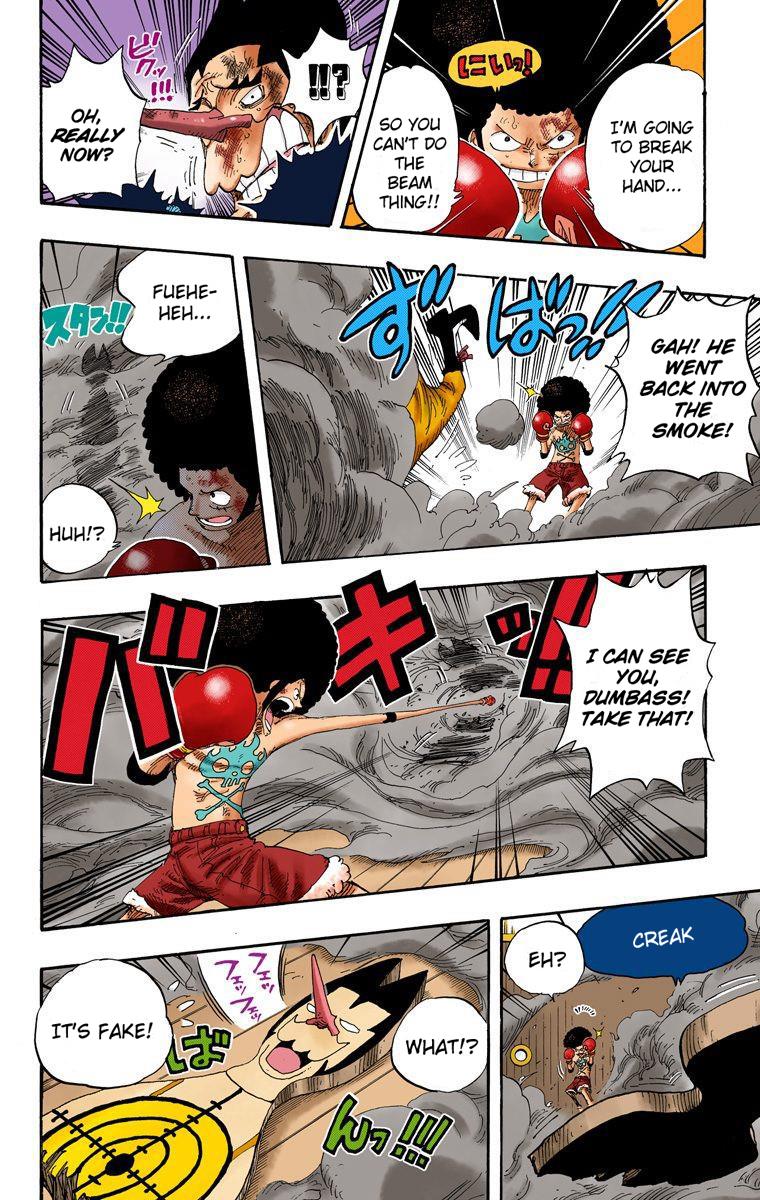 にいっ!
I'M GOING
TO BREAK
YOUR
HAND...
SO YOU
CAN'T DO
THE
BEAM
THING!!
!!?
ビクッ!!!
OH,
REALLY
NOW?
GAH! HE
WENT
BACK INTO
THE
SMOKE!
ずばっ!!
FUEHE-
HEH...
スタン!!
HUH!?
I CAN SEE
YOU,
DUMBASS!
TAKE THAT!
バキッ!!!
CREAK
EH?
WHAT!?
フェッフェッ
フェッフェッ
IT'S FAKE!
ばんっ!!!